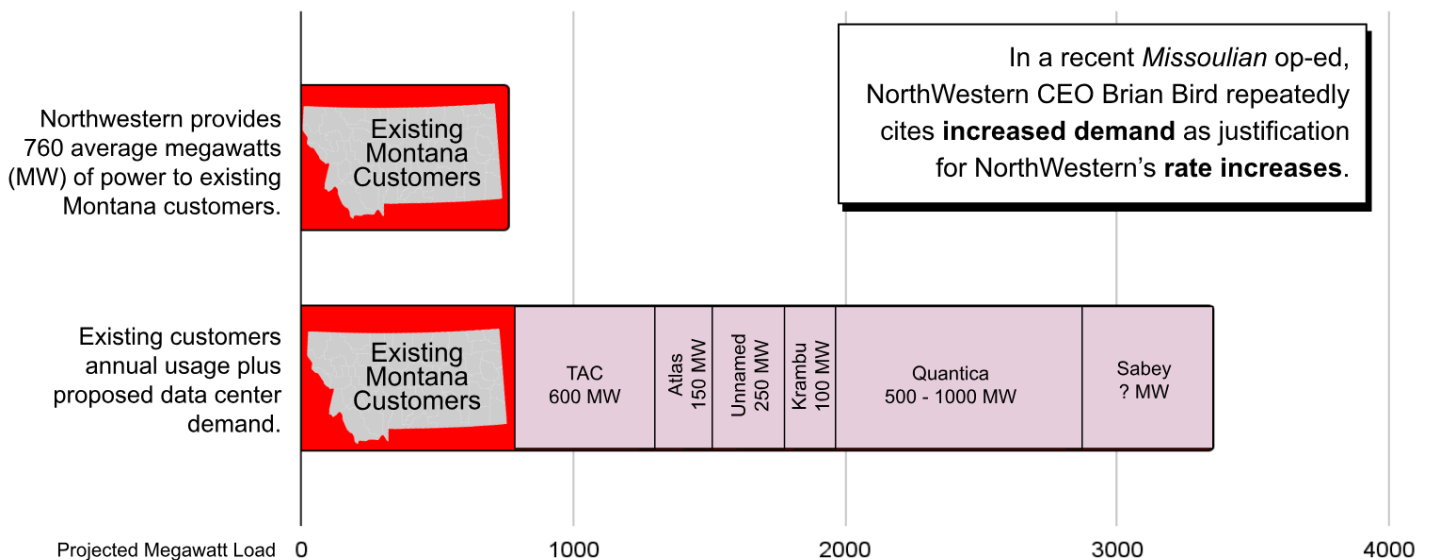 In a recent Missoulian op-ed,
NorthWestern CEO Brian Bird repeatedly
cites increased demand as justification
for NorthWestern’s rate increases.
Northwestern provides
760 average megawatts
(MW) of power to existing
Montana customers.
Existing
Montana
Customers
Existing customers
annual usage plus
proposed data center
demand.
Existing
Montana
Customers
TAC
600 MW
Atlas
150 MW
Unnamed
250 MW
Krambu
100 MW
Quantica
500 - 1000 MW
Sabey
? MW
Projected Megawatt Load 0 1000 2000 3000 4000